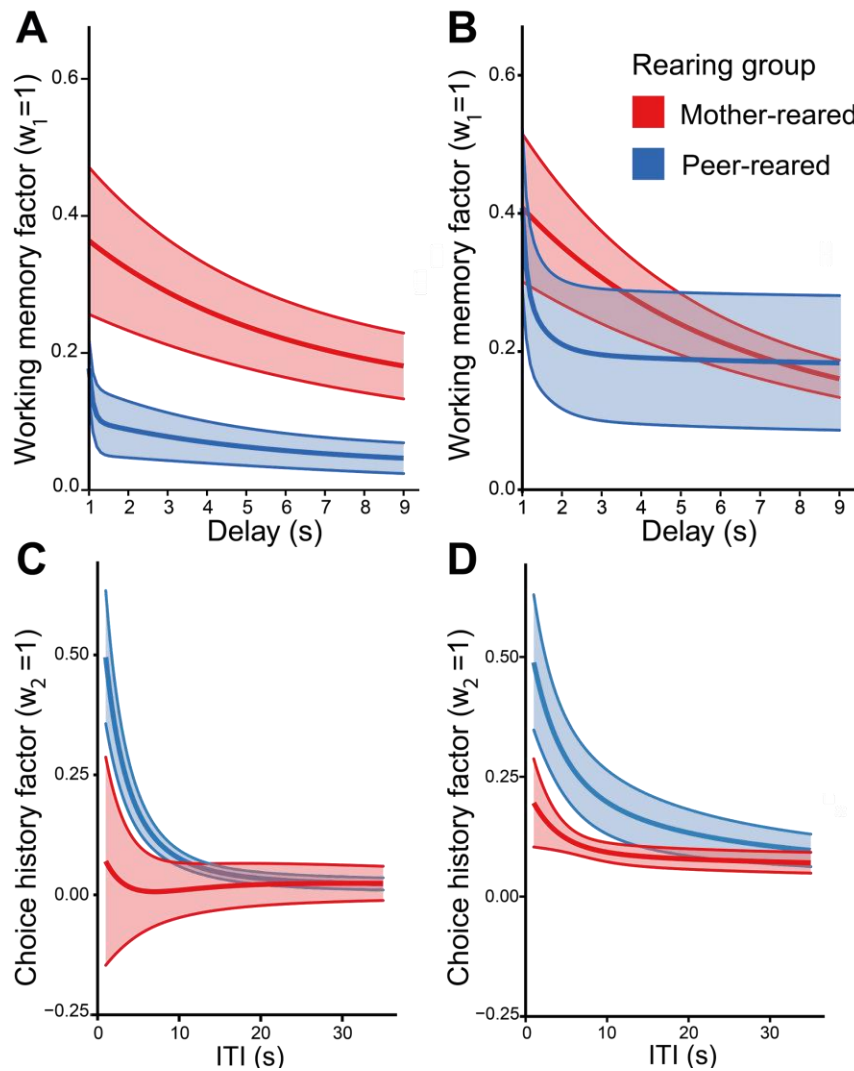 A
Working memory factor (w1=1)
0.6
0.4
0.2
0.0
1 2 3 4 5 6 7 8 9
Delay (s)
B
Working memory factor (w1=1)
0.6
0.4
0.2
0.0
1 2 3 4 5 6 7 8 9
Delay (s)
Rearing group
Mother-reared
Peer-reared
C
Choice history factor (w2 =1)
0.50
0.25
0.00
−0.25
0 10 20 30
ITI (s)
D
Choice history factor (w2 =1)
0.50
0.25
0.00
−0.25
0 10 20 30
ITI (s)